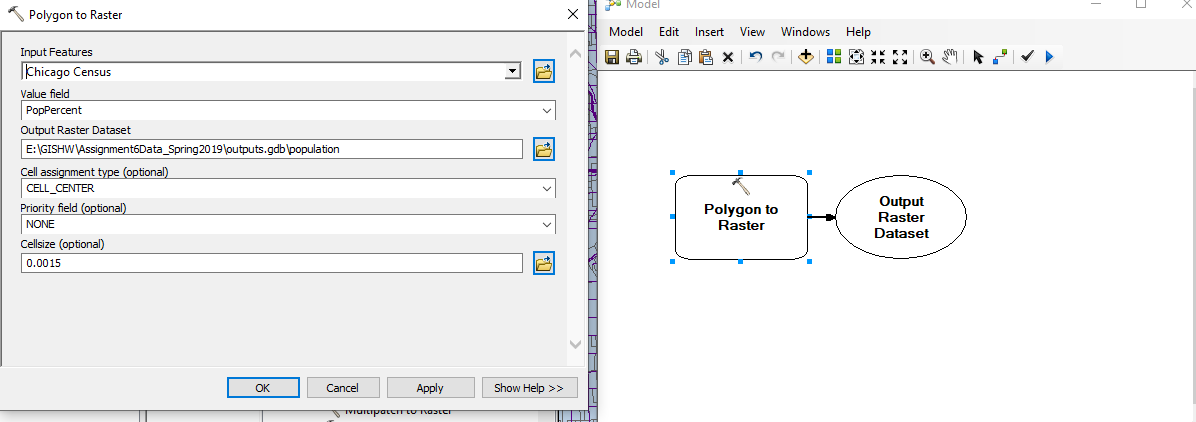 Polygon to Raster
Input Features
Chicago Census
Value field
PopPercent
Output Raster Dataset
E:\GISHW\Assignment6Data_Spring2019\outputs.gdb\population
Cell assignment type (optional)
CELL_CENTER
Priority field (optional)
NONE
Cellsize (optional)
0.0015
OK Cancel Apply Show Help >>
Multipatch to Raster
Model
Model Edit Insert View Windows Help
Polygon to
Raster
Output
Raster
Dataset